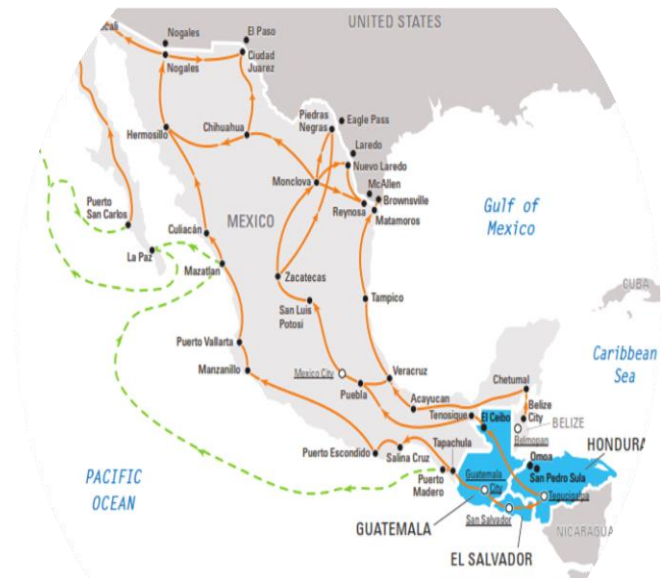 UNITED STATES
Nogales
El Paso
cali
Nogales
Ciudad
Juarez
Piedras
Negras
Eagle Pass
Hermosillo
Chihuahua
Laredo
Nuevo Laredo
Monclova
McAllen
Brownsville
Reynosa
Matamoros
Gulf of
Mexico
Puerto
San Carlos
MEXICO
Culiacán
La Paz
Mazatlan
Zacatecas
CUBA
San Luis
Potosi
Tampico
Puerto Vallarta
Manzanillo
Mexico City
Puebla
Veracruz
Chetumal
Caribbean
Sea
Acayucan
Tenosique
El Ceibo
Belize
City
BELIZE
Belmopan
Puerto Escondido
Salina Cruz
Tapachula
HONDURA
Omoa
San Pedro Sula
PACIFIC
OCEAN
Puerto
Madero
Guatemala
City
Tegucigalpa
San Salvador
GUATEMALA
NICARAGUA
EL SALVADOR